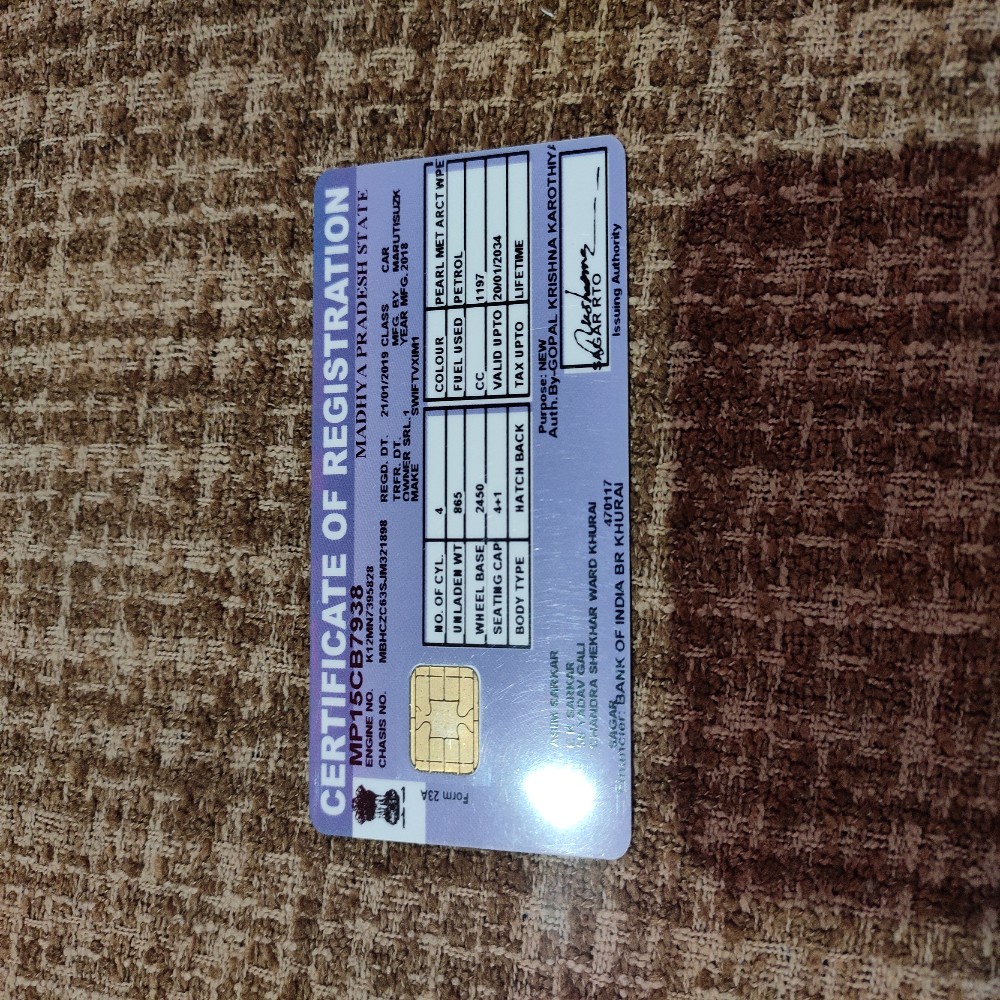 CERTIFICATE OF REGISTRATION
MP15CB7938 MADHYA PRADESH STATE
ENGINE NO. K12MN7395828
CHASIS NO. MBHCZC63SJM321898
REGD. DT. 21/01/2019 CLASS CAR
TRFR. DT. MFG. BY MARUTISUZK
OWNER SRL.1 YEAR MFG. 2018
MAKE SWIFTVXIM1
NO. OF CYL. 4 COLOUR PEARL MET ARCT WPE
UNLADEN WT 865 FUEL USED PETROL
WHEEL BASE 2450 CC 1197
SEATING CAP 4+1 VALID UPTO 20/01/2034
BODY TYPE HATCH BACK TAX UPTO LIFETIME
Form 23A
Purpose: NEW
Auth.By-GOPAL KRISHNA KAROTHIYA
SARKAR
SARKAR
YADAV GALI
CHANDRA SHEKHAR WARD KHURAI
SAGAR 470117
Financier: BANK OF INDIA BR KHURAI
SAGAR RTO
Issuing Authority